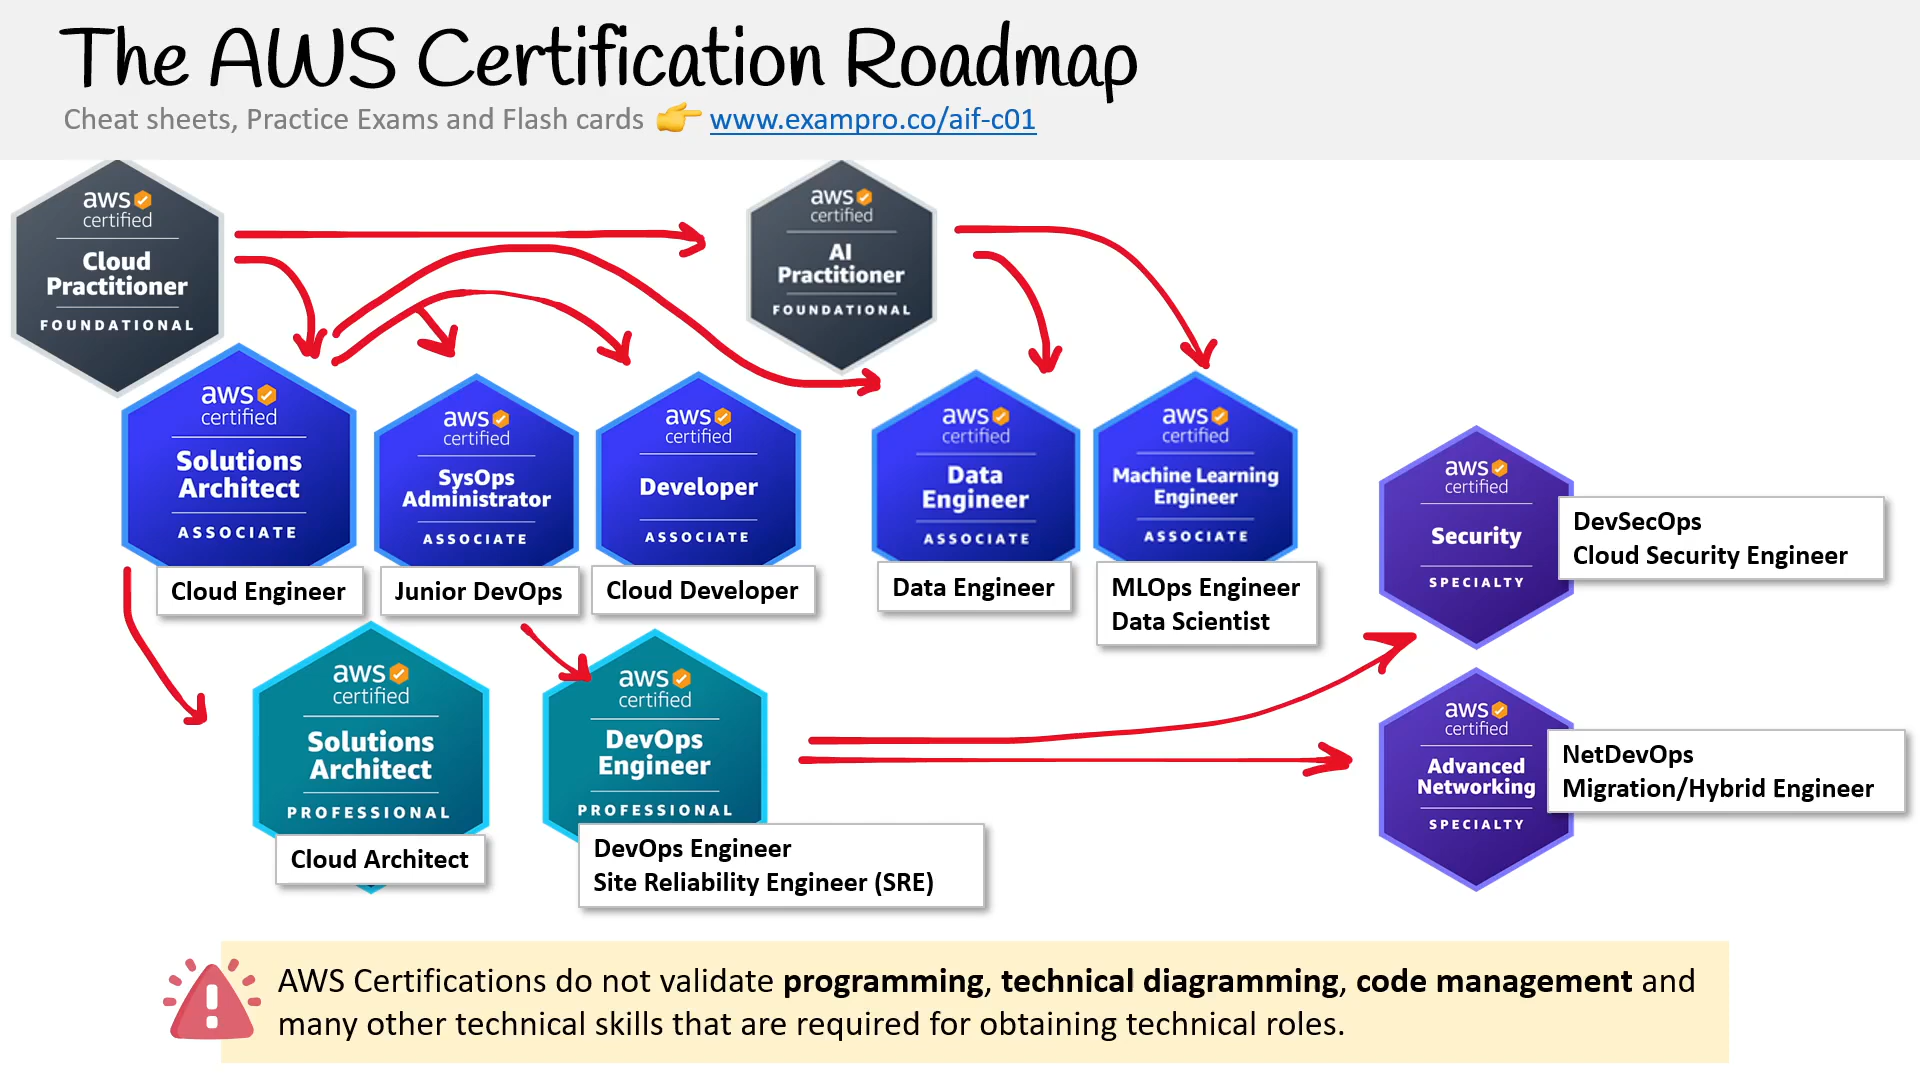 The AWS Certification Roadmap
Cheat sheets, Practice Exams and Flash cards 👉 www.exampro.co/aif-c01
aws
certified
Cloud
Practitioner
FOUNDATIONAL
aws
certified
AI
Practitioner
FOUNDATIONAL
aws
certified
Solutions
Architect
ASSOCIATE
Cloud Engineer
aws
certified
SysOps
Administrator
ASSOCIATE
Junior DevOps
aws
certified
Developer
ASSOCIATE
Cloud Developer
aws
certified
Data
Engineer
ASSOCIATE
Data Engineer
aws
certified
Machine Learning
Engineer
ASSOCIATE
MLOps Engineer
Data Scientist
aws
certified
Security
SPECIALTY
DevSecOps
Cloud Security Engineer
aws
certified
Solutions
Architect
PROFESSIONAL
Cloud Architect
aws
certified
DevOps
Engineer
PROFESSIONAL
DevOps Engineer
Site Reliability Engineer (SRE)
aws
certified
Advanced
Networking
SPECIALTY
NetDevOps
Migration/Hybrid Engineer
AWS Certifications do not validate programming, technical diagramming, code management and
many other technical skills that are required for obtaining technical roles.